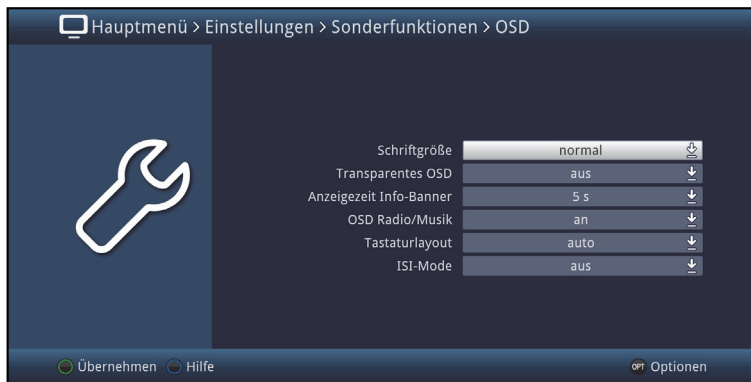 Hauptmenü > Einstellungen > Sonderfunktionen > OSD
Schriftgröße normal
Transparentes OSD aus
Anzeigezeit Info-Banner 5 s
OSD Radio/Musik an
Tastaturlayout auto
ISI-Mode aus
Übernehmen Hilfe OPT Optionen